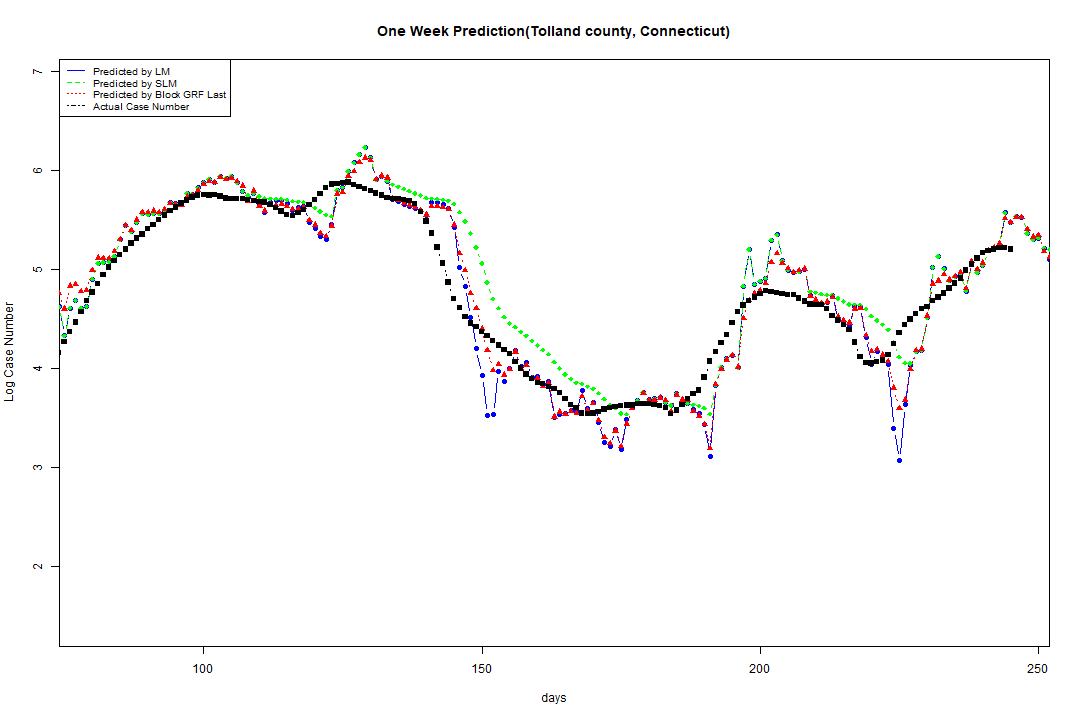 One Week Prediction(Tolland county, Connecticut)
Predicted by LM
Predicted by SLM
Predicted by Block GRF Last
Actual Case Number
7
6
5
4
3
2
Log Case Number
100 150 200 250
days